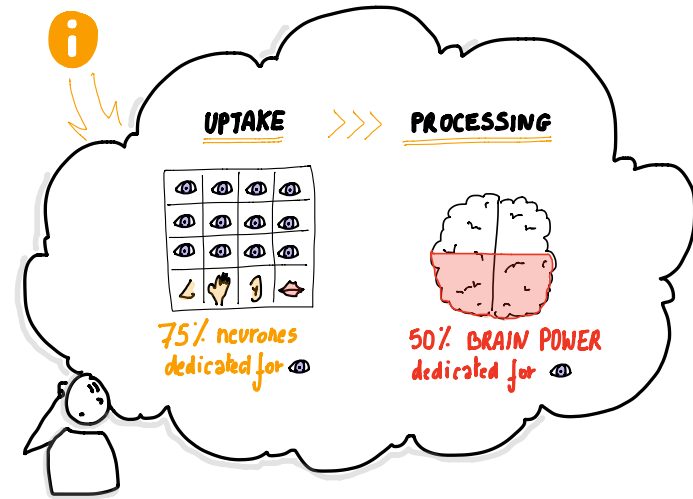 i
UPTAKE >>> PROCESSING
75% neurones
dedicated for
50% BRAIN POWER
dedicated for